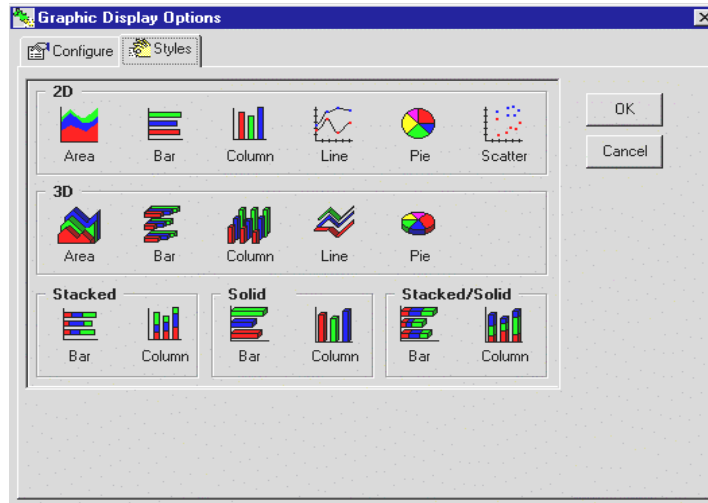 Graphic Display Options
Configure Styles
2D
Area Bar Column Line Pie Scatter
OK
Cancel
3D
Area Bar Column Line Pie
Stacked Solid Stacked/Solid
Bar Column Bar Column Bar Column